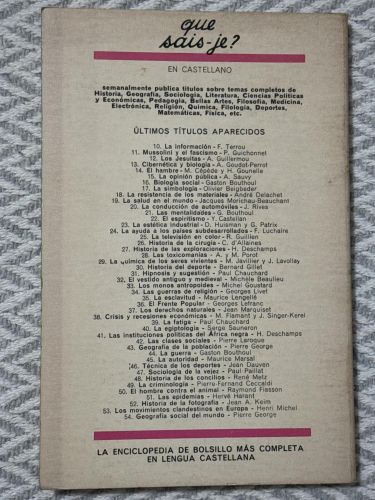 que
sais-je?
EN CASTELLANO
semanalmente publica títulos sobre temas completos de
Historia, Geografía, Sociología, Literatura, Ciencias Políticas
y Económicas, Pedagogía, Bellas Artes, Filosofía, Medicina,
Electrónica, Religión, Química, Filología, Deportes,
Matemáticas, Física, etc.
ÚLTIMOS TÍTULOS APARECIDOS
10. La información - F. Terrou
11. Mussolini y el fascismo - P. Guichonnet
12. Los Jesuitas - A. Guillermou
13. Cibernética y biología - A. Goudot-Perrot
14. El hambre - M. Cépède y H. Gounelle
15. La opinión pública - A. Sauvy
16. Biología social - Gaston Bouthoul
17. La simbología - Olivier Beigbeder
18. La resistencia de los materiales - André Delachet
19. La salud en el mundo - Jacques Morichau-Beauchant
20. La conducción de automóviles - J. Rives
21. Las mentalidades - G. Bouthoul
22. El espiritismo - Y. Castellan
23. La estética industrial - D. Huisman y G. Patrix
24. La ayuda a los países subdesarrollados - F. Luchaire
25. La televisión en color - R. Guillien
26. Historia de la cirugía - C. d'Allaines
27. Historia de las exploraciones - H. Deschamps
28. Las toxicomanías - A. y M. Porot
29. La química de los seres vivientes - M. Javillier y J. Lavollay
30. Historia del deporte - Bernard Gillet
31. Hipnosis y sugestión - Paul Chauchard
32. El vestido antiguo y medieval - Michèle Beaulieu
33. Los monos antropoides - Michel Goustard
34. Las guerras de religión - Georges Livet
35. La esclavitud - Maurice Lengellé
36. El Frente Popular - Georges Lefranc
37. Los derechos naturales - Jean Marquiset
38. Crisis y recesiones económicas - M. Flamant y J. Singer-Kerel
39. La fatiga - Paul Chauchard
40. La egiptología - Serge Sauneron
41. Las instituciones políticas del África negra - H. Deschamps
42. Las clases sociales - Pierre Laroque
43. Geografía de la población - Pierre George
44. La guerra - Gaston Bouthoul
45. La autoridad - Maurice Marsal
46. Técnica de los deportes - Jean Dauven
47. Sociología de la vejez - Paul Paillat
48. Historia de los concilios - René Metz
49. La criminología - Pierre-Fernand Ceccaldi
50. El hombre contra el animal - Raymond Fiasson
51. Las epidemias - Hervé Harant
52. Historia de la fotografía - Jean A. Keim
53. Los movimientos clandestinos en Europa - Henri Michel
54. Geografía social del mundo - Pierre George
LA ENCICLOPEDIA DE BOLSILLO MÁS COMPLETA
EN LENGUA CASTELLANA